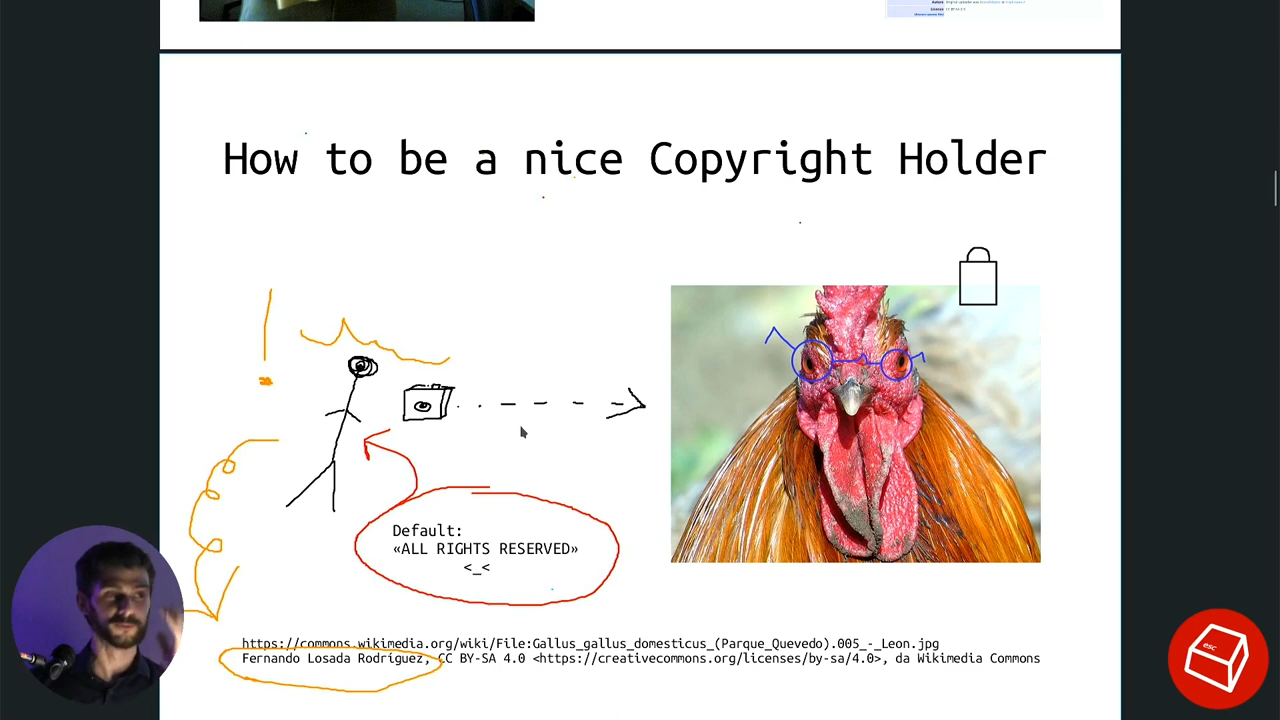 How to be a nice Copyright Holder
Default:
«ALL RIGHTS RESERVED»
<_<
https://commons.wikimedia.org/wiki/File:Gallus_gallus_domesticus_(Parque_Quevedo).005_-_Leon.jpg
Fernando Losada Rodríguez, CC BY-SA 4.0 <https://creativecommons.org/licenses/by-sa/4.0>, da Wikimedia Commons
esc